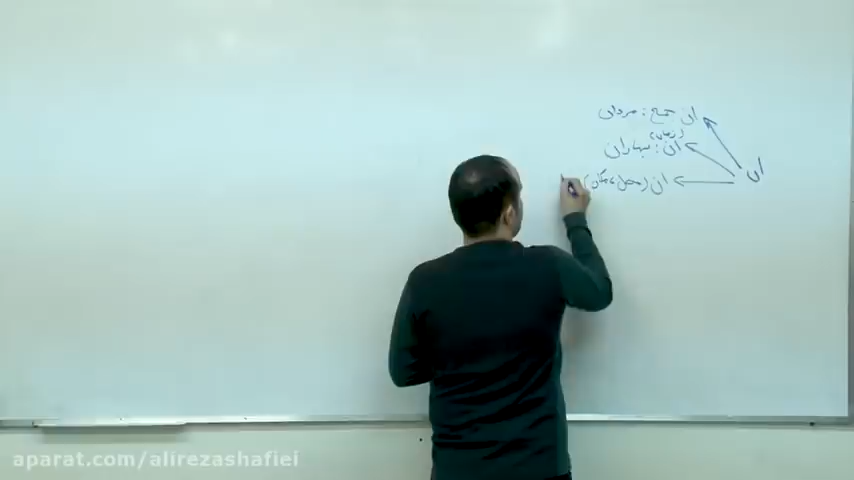 ان جمع : مردان
(زمان)
ان : بهاران
ان (محل، مکان)
ان
aparat.com/alirezashafiei